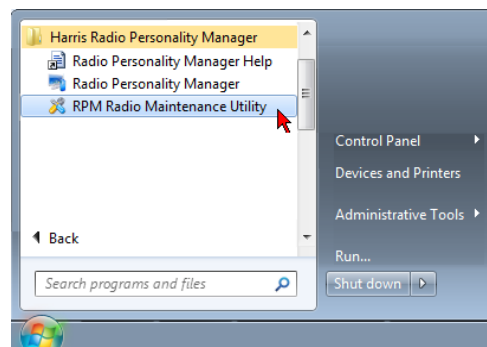 Harris Radio Personality Manager
Radio Personality Manager Help
Radio Personality Manager
RPM Radio Maintenance Utility
Back
Search programs and files
Control Panel
Devices and Printers
Administrative Tools
Run...
Shut down